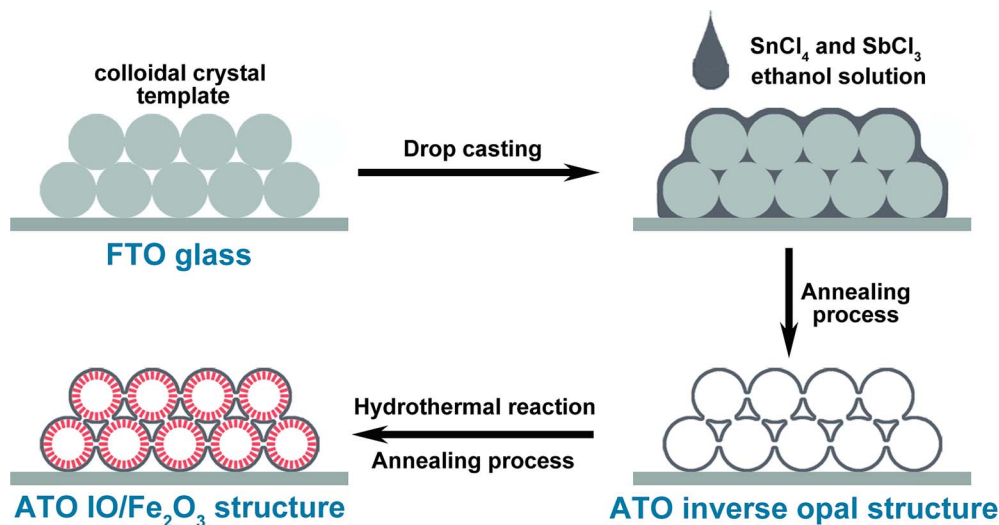 colloidal crystal
template
FTO glass
Drop casting
SnCl₄ and SbCl₃
ethanol solution
Annealing
process
ATO inverse opal structure
Hydrothermal reaction
Annealing process
ATO IO/Fe₂O₃ structure